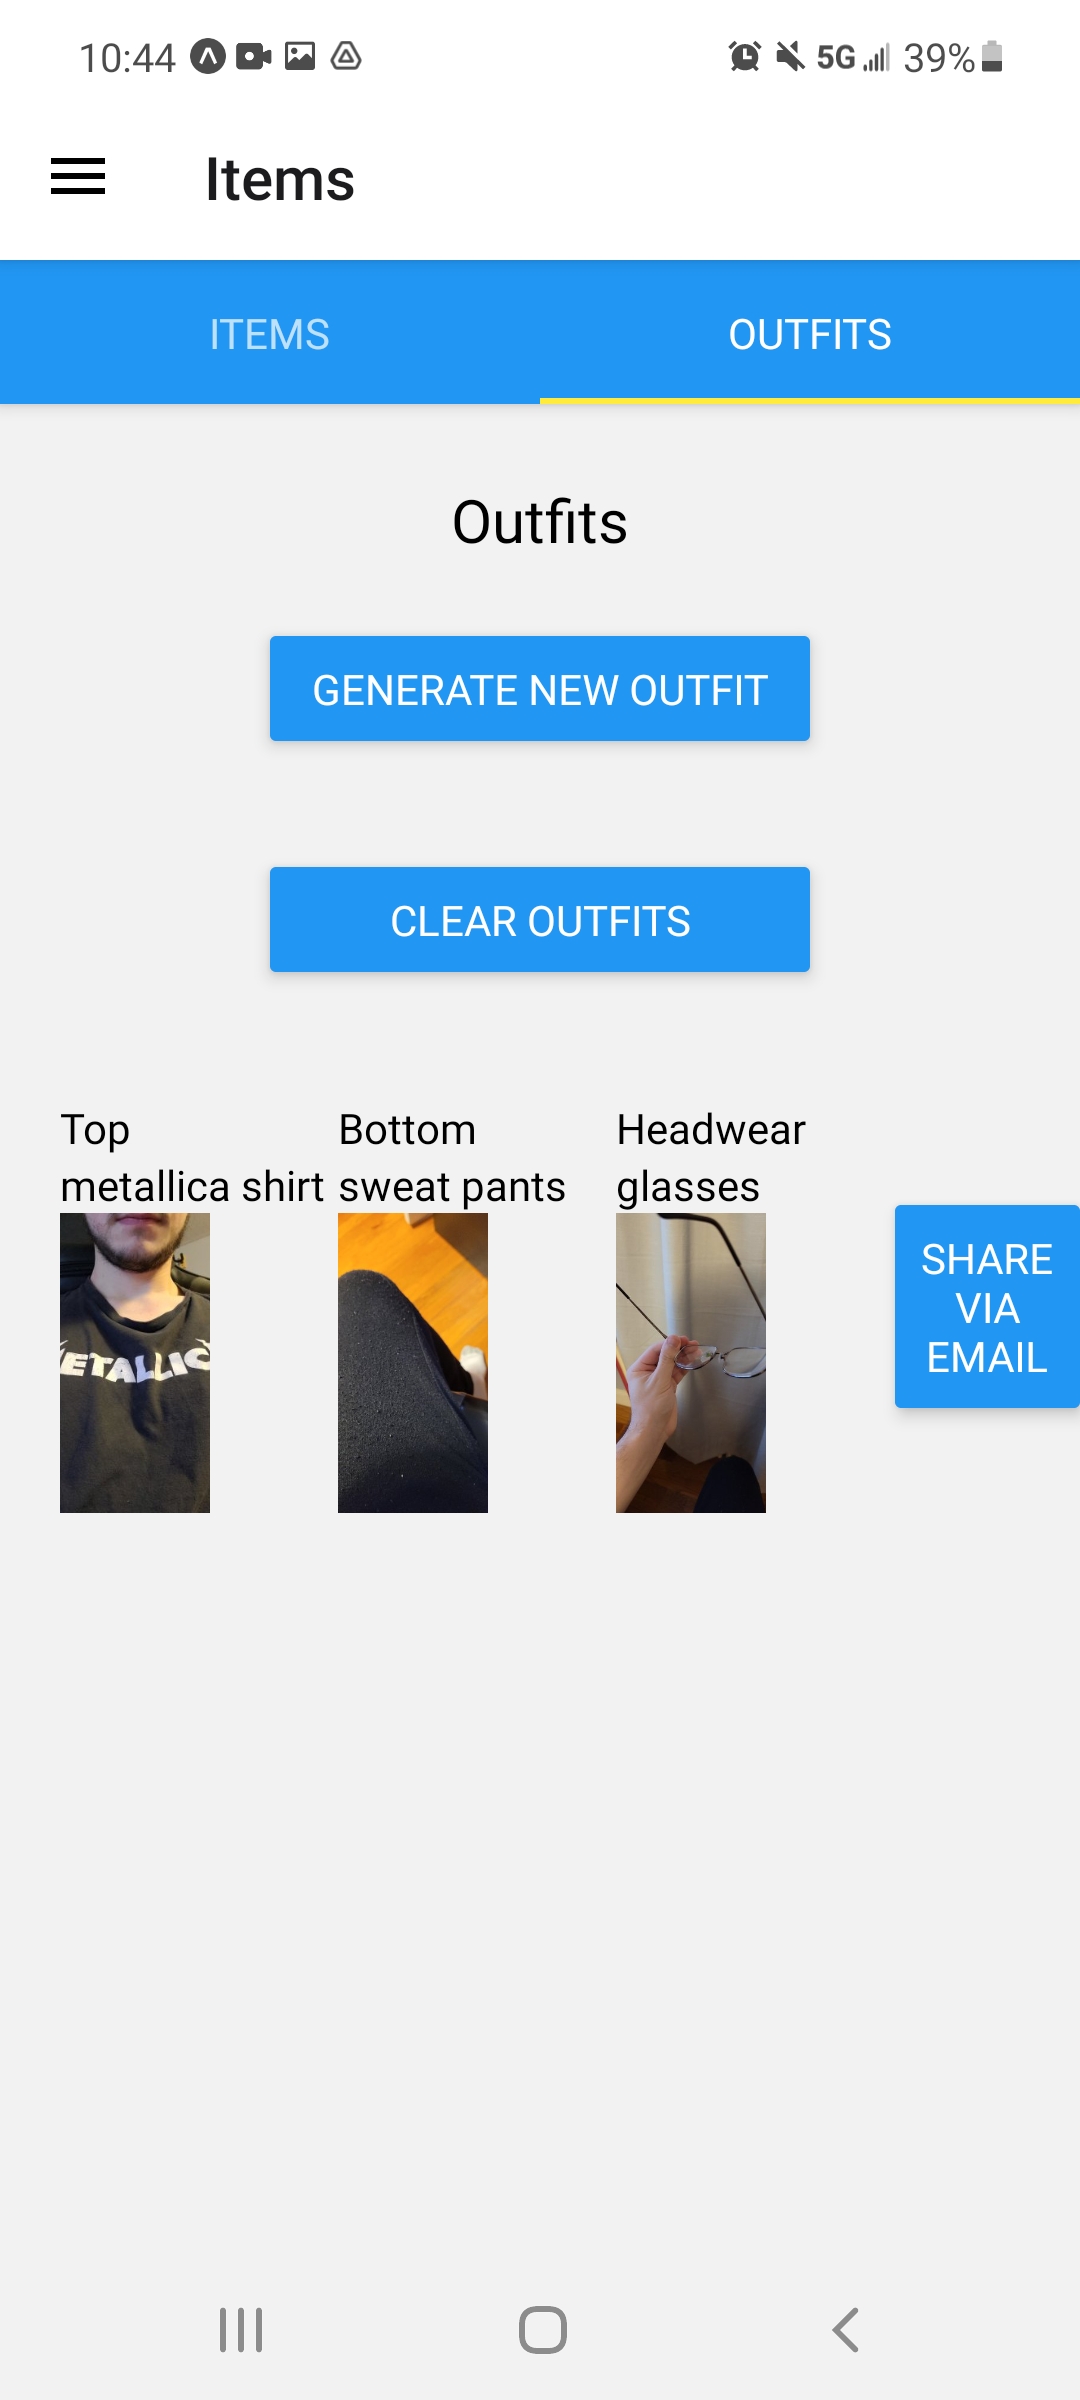 10:44 5G 39%
Items
ITEMS OUTFITS
Outfits
GENERATE NEW OUTFIT
CLEAR OUTFITS
Top Bottom Headwear
metallica shirt sweat pants glasses
ETALLIC
SHARE
VIA
EMAIL